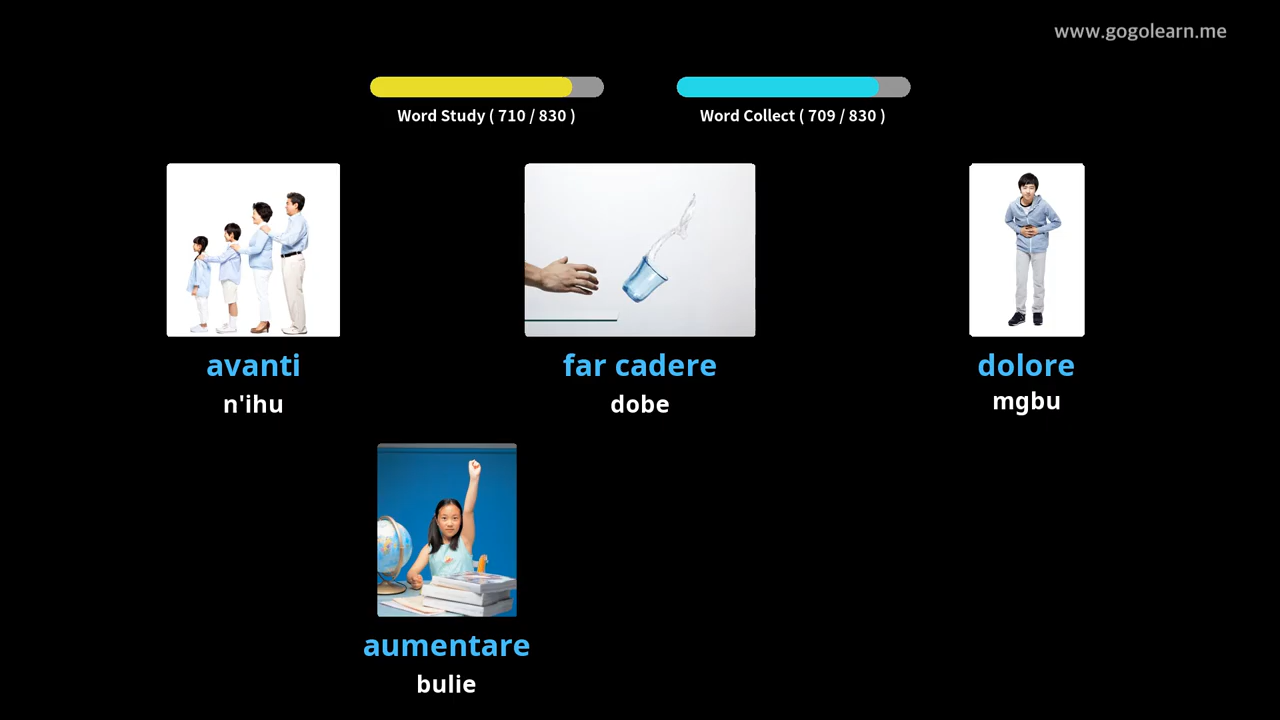 www.gogolearn.me
Word Study ( 710 / 830 )
Word Collect ( 709 / 830 )
avanti
far cadere
dolore
n'ihu
dobe
mgbu
aumentare
bulie